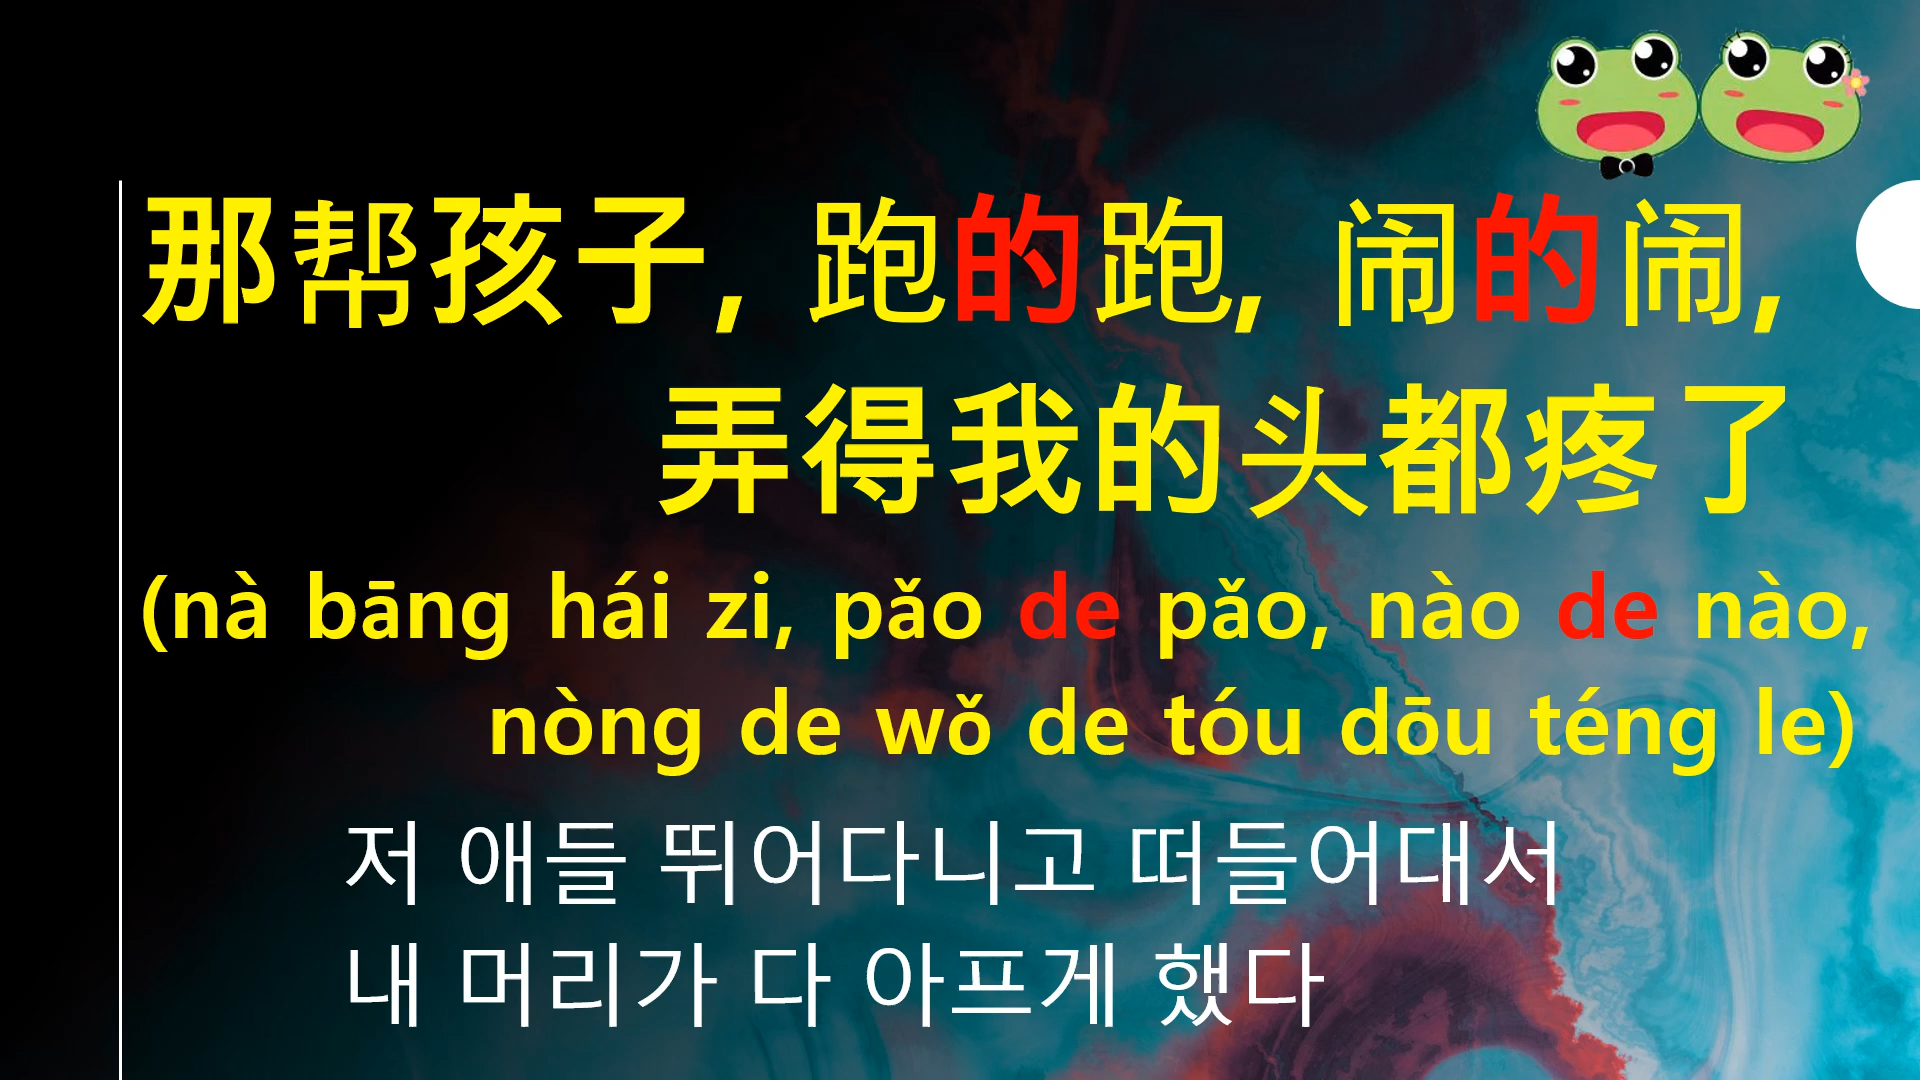 那帮孩子, 跑的跑, 闹的闹,
弄得我的头都疼了
(nà bāng hái zi, pǎo de pǎo, nào de nào,
nòng de wǒ de tóu dōu téng le)
저 애들 뛰어다니고 떠들어대서
내 머리가 다 아프게 했다